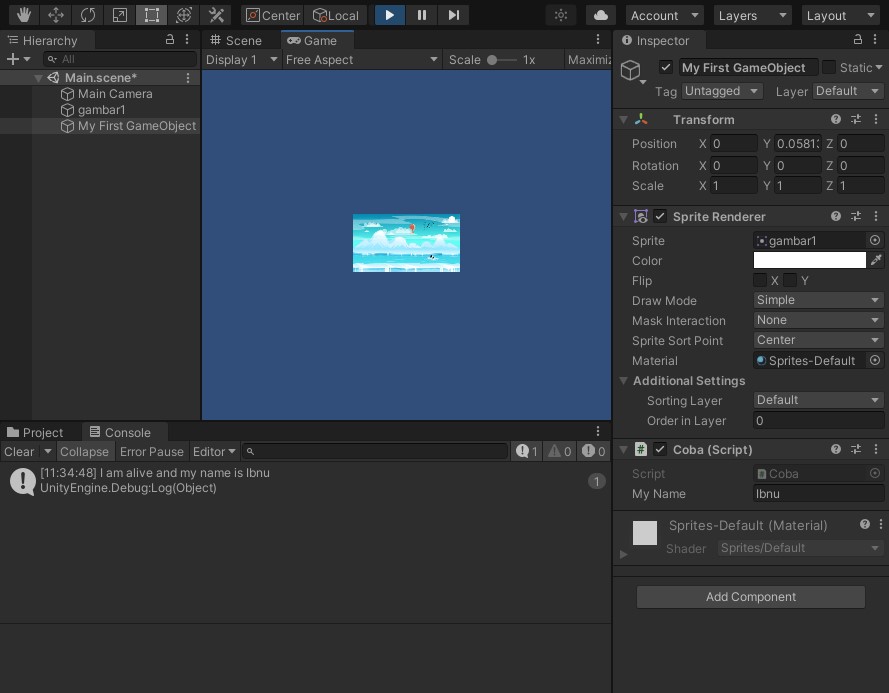 Center Local Account Layers Layout
Hierarchy
All
Main.scene*
Main Camera
gambar1
My First GameObject
Scene Game
Display 1 Free Aspect Scale 1x Maximiz
Inspector
My First GameObject Static
Tag Untagged Layer Default
Transform
Position X 0 Y 0.0581 Z 0
Rotation X 0 Y 0 Z 0
Scale X 1 Y 1 Z 1
Sprite Renderer
Sprite gambar1
Color
Flip X Y
Draw Mode Simple
Mask Interaction None
Sprite Sort Point Center
Material Sprites-Default
Additional Settings
Sorting Layer Default
Order in Layer 0
# Coba (Script)
Script # Coba
My Name Ibnu
Sprites-Default (Material)
Shader Sprites/Default
Add Component
Project Console
Clear Collapse Error Pause Editor 1 0 0
[11:34:48] I am alive and my name is Ibnu
UnityEngine.Debug:Log(Object)
1